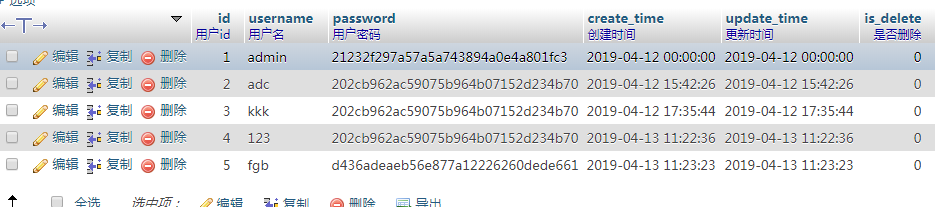 选项
←T→ id username password create_time update_time is_delete
用户id 用户名 用户密码 创建时间 更新时间 是否删除
编辑 复制 删除 1 admin 21232f297a57a5a743894a0e4a801fc3 2019-04-12 00:00:00 2019-04-12 00:00:00 0
编辑 复制 删除 2 adc 202cb962ac59075b964b07152d234b70 2019-04-12 15:42:26 2019-04-12 15:42:26 0
编辑 复制 删除 3 kkk 202cb962ac59075b964b07152d234b70 2019-04-12 17:35:44 2019-04-12 17:35:44 0
编辑 复制 删除 4 123 202cb962ac59075b964b07152d234b70 2019-04-13 11:22:36 2019-04-13 11:22:36 0
编辑 复制 删除 5 fgb d436adeaeb56e877a12226260dede661 2019-04-13 11:23:23 2019-04-13 11:23:23 0
全选 选中项： 编辑 复制 删除 导出